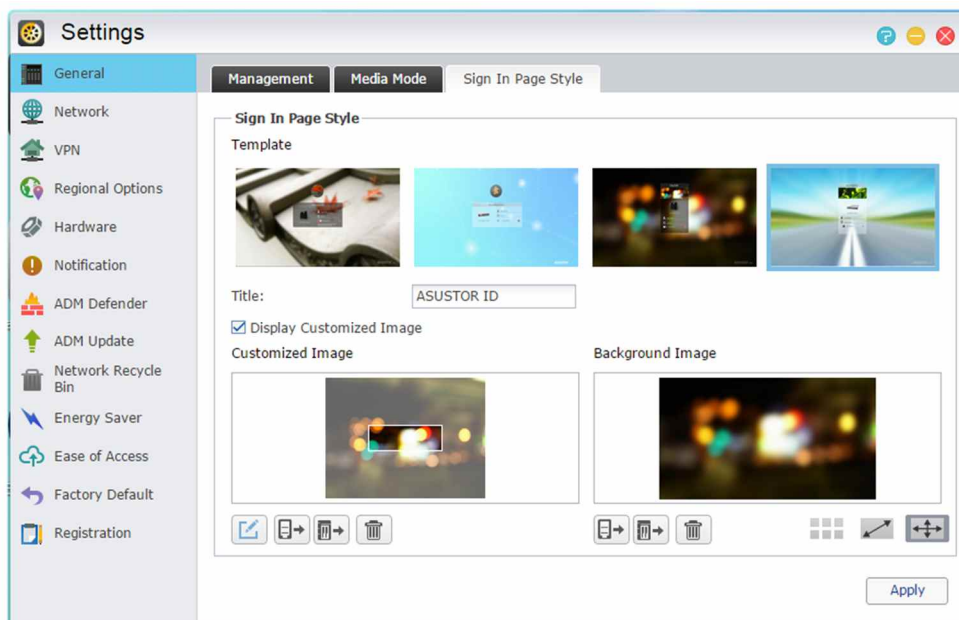 Settings
General
Network
VPN
Regional Options
Hardware
Notification
ADM Defender
ADM Update
Network Recycle
Bin
Energy Saver
Ease of Access
Factory Default
Registration
Management
Media Mode
Sign In Page Style
Sign In Page Style
Template
Title:
ASUSTOR ID
Display Customized Image
Customized Image
Background Image
Apply